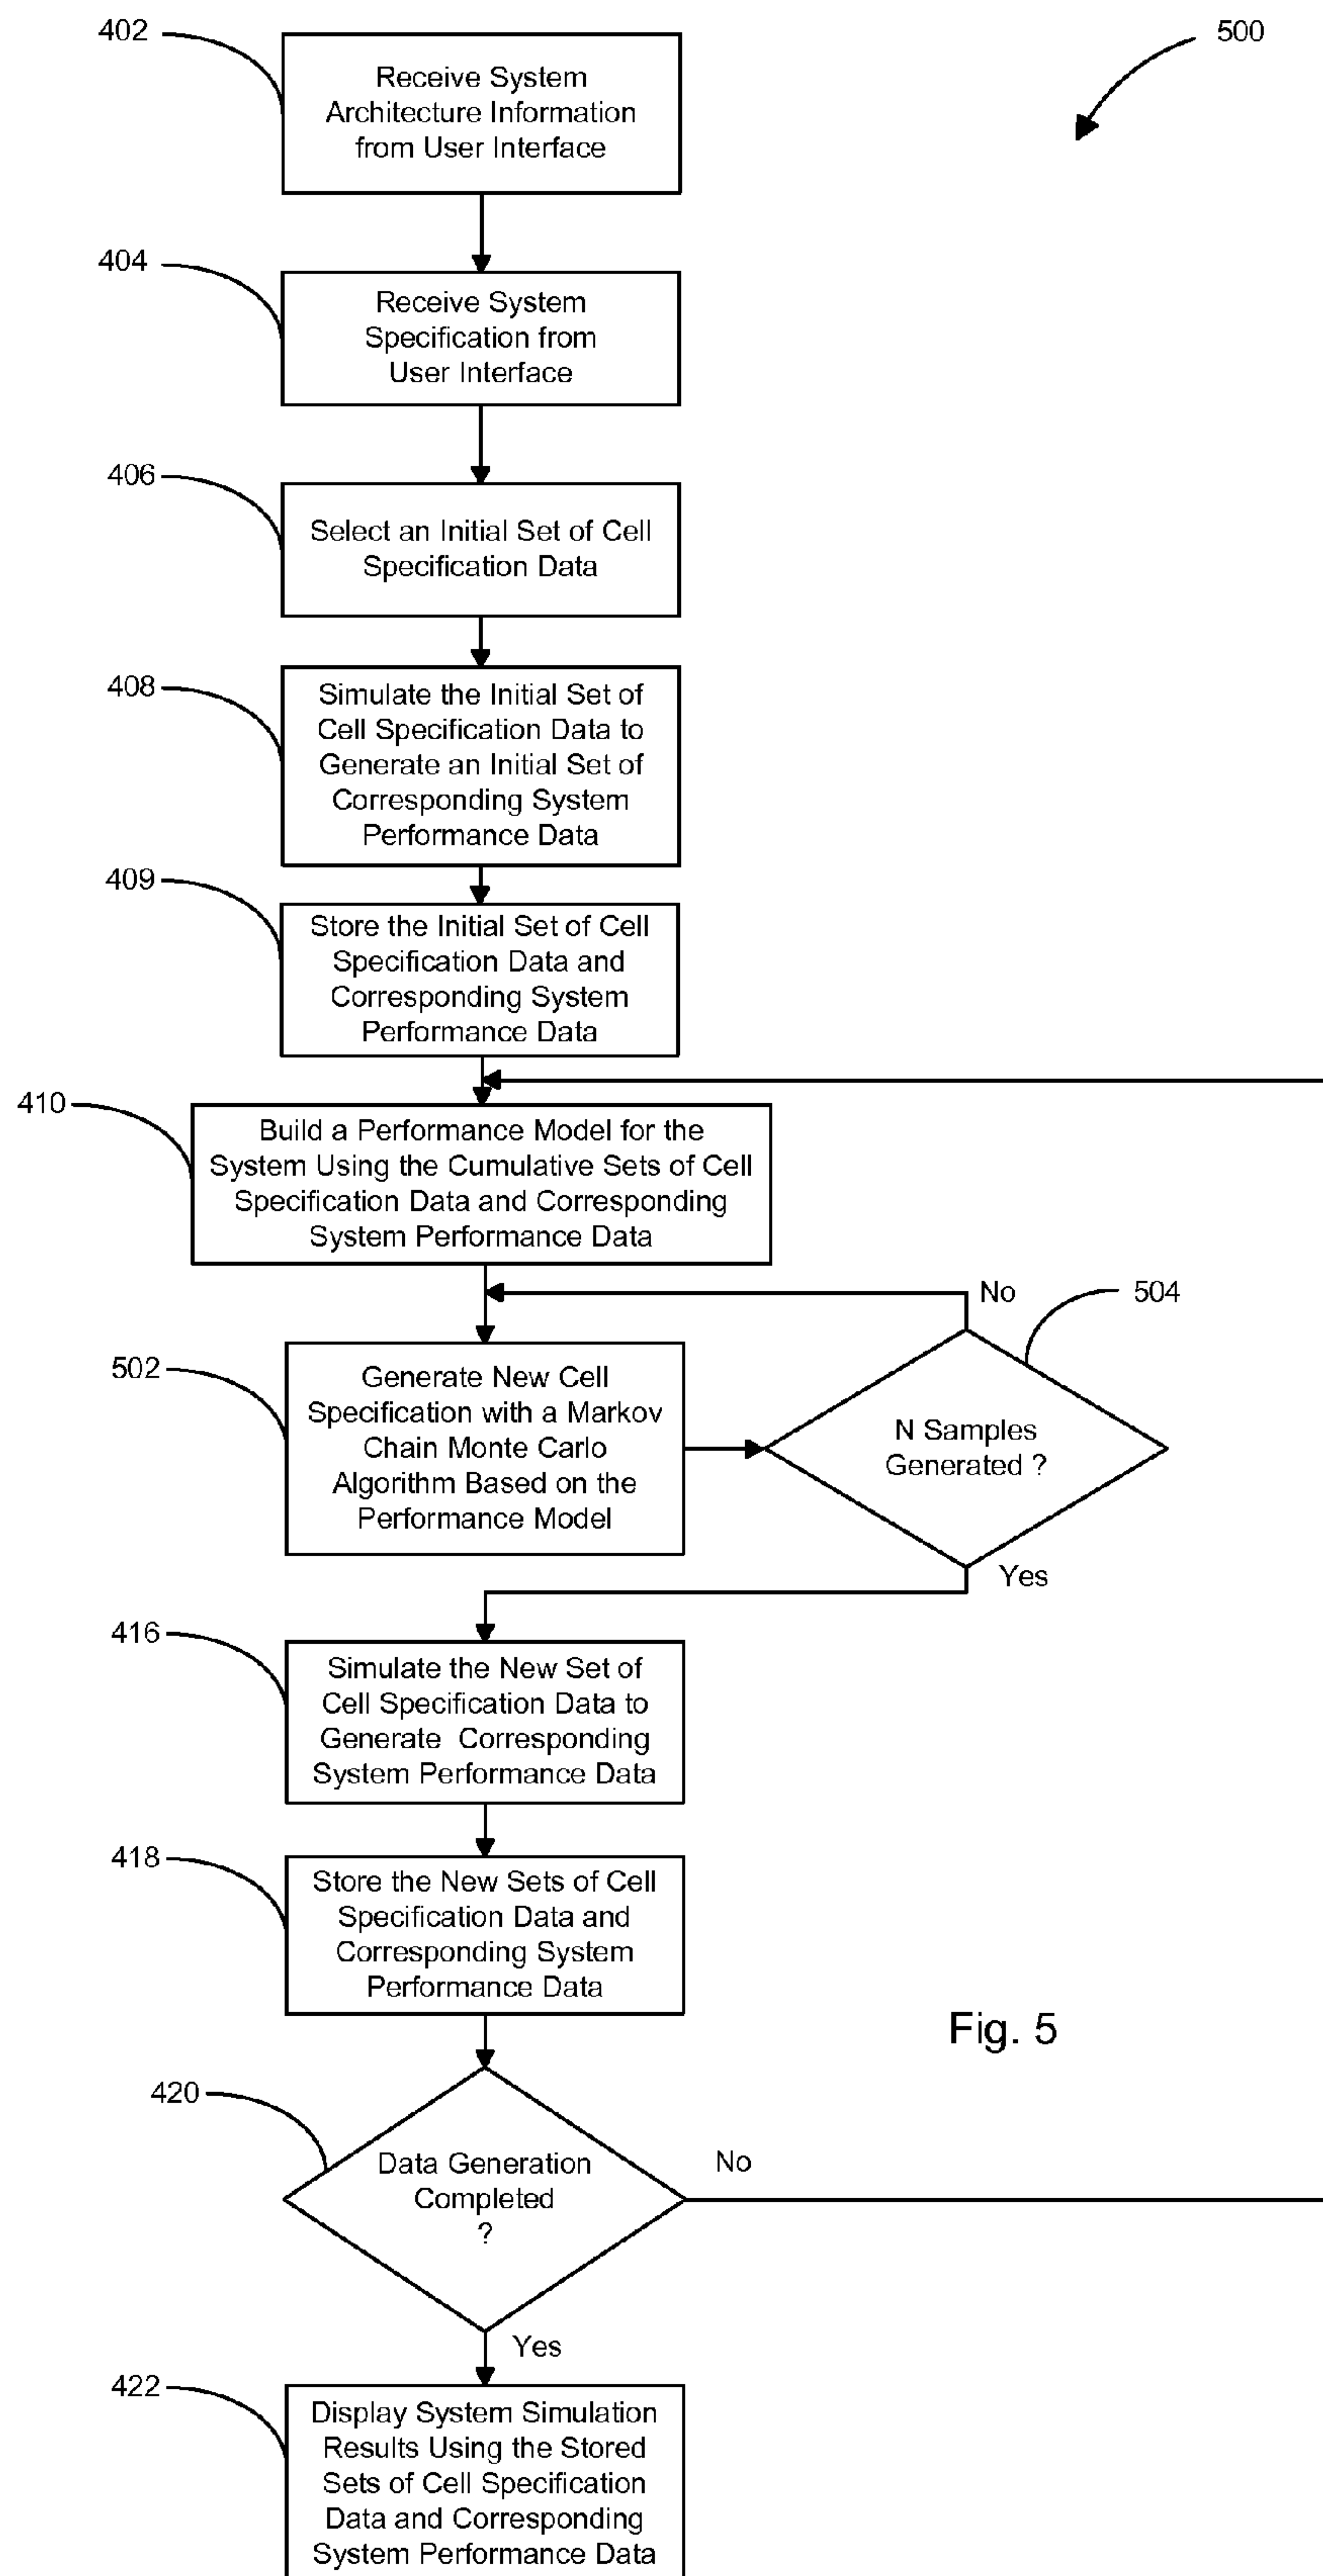 402
500
Receive System
Architecture Information
from User Interface
404
Receive System
Specification from
User Interface
406
Select an Initial Set of Cell
Specification Data
408
Simulate the Initial Set of
Cell Specification Data to
Generate an Initial Set of
Corresponding System
Performance Data
409
Store the Initial Set of Cell
Specification Data and
Corresponding System
Performance Data
410
Build a Performance Model for the
System Using the Cumulative Sets of Cell
Specification Data and Corresponding
System Performance Data
No
504
502
Generate New Cell
Specification with a Markov
Chain Monte Carlo
Algorithm Based on the
Performance Model
N Samples
Generated ?
Yes
416
Simulate the New Set of
Cell Specification Data to
Generate Corresponding
System Performance Data
418
Store the New Sets of Cell
Specification Data and
Corresponding System
Performance Data
Fig. 5
420
Data Generation
Completed
?
No
Yes
422
Display System Simulation
Results Using the Stored
Sets of Cell Specification
Data and Corresponding
System Performance Data